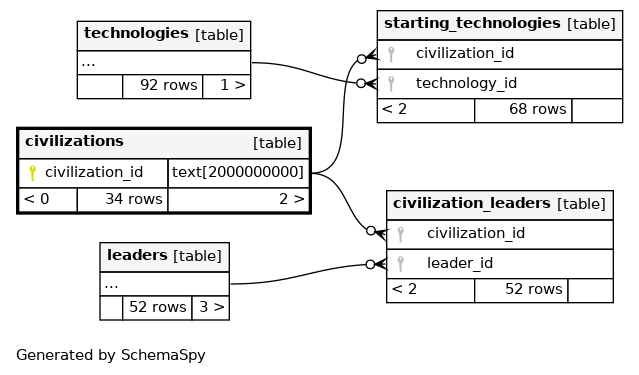 technologies [table]
...
92 rows 1 >
starting_technologies [table]
civilization_id
technology_id
< 2 68 rows
civilizations [table]
civilization_id text[2000000000]
< 0 34 rows 2 >
civilization_leaders [table]
civilization_id
leader_id
< 2 52 rows
leaders [table]
...
52 rows 3 >
Generated by SchemaSpy